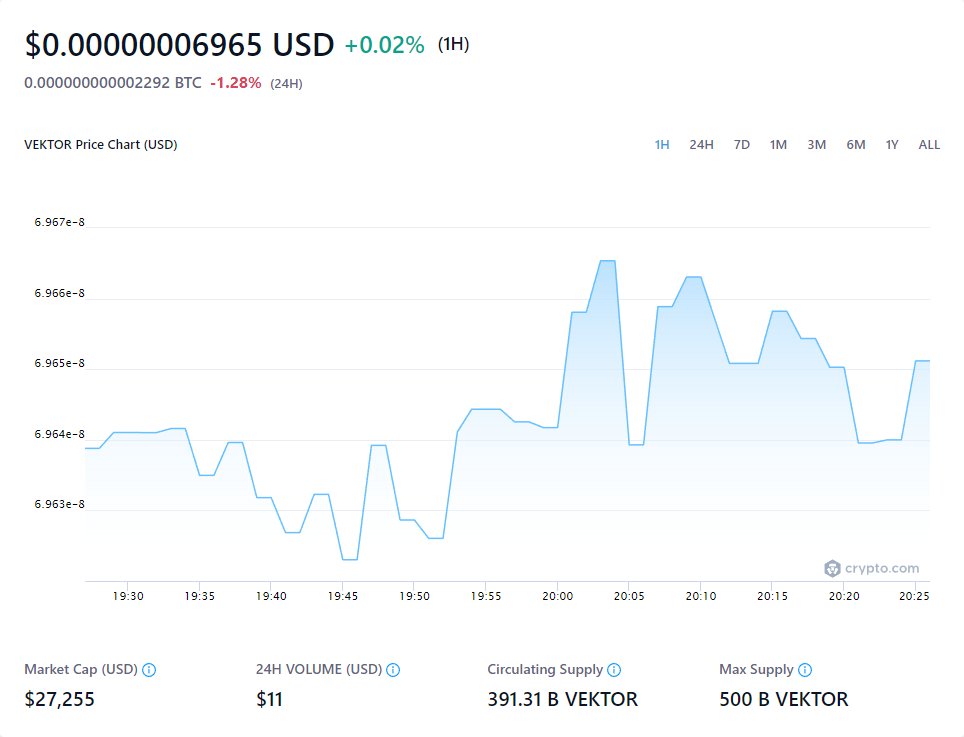 $0.00000006965 USD +0.02% (1H)
0.000000000002292 BTC -1.28% (24H)
VEKTOR Price Chart (USD) 1H 24H 7D 1M 3M 6M 1Y ALL
6.967e-8
6.966e-8
6.965e-8
6.964e-8
6.963e-8
crypto.com
19:30 19:35 19:40 19:45 19:50 19:55 20:00 20:05 20:10 20:15 20:20 20:25
Market Cap (USD) 24H VOLUME (USD) Circulating Supply Max Supply
$27,255 $11 391.31 B VEKTOR 500 B VEKTOR